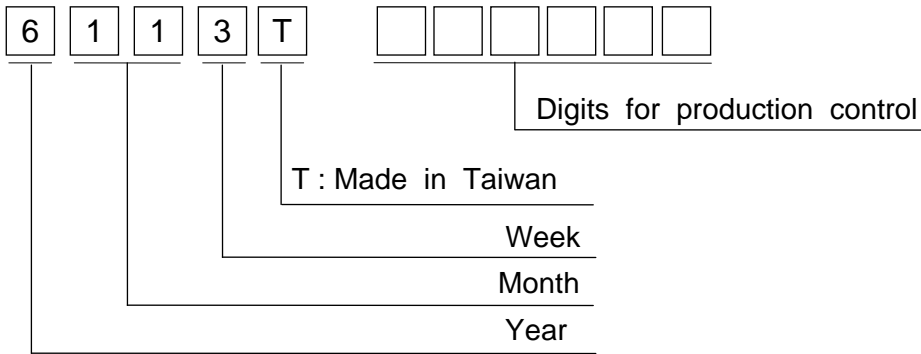 6 1 1 3 T
Digits for production control
T : Made in Taiwan
Week
Month
Year